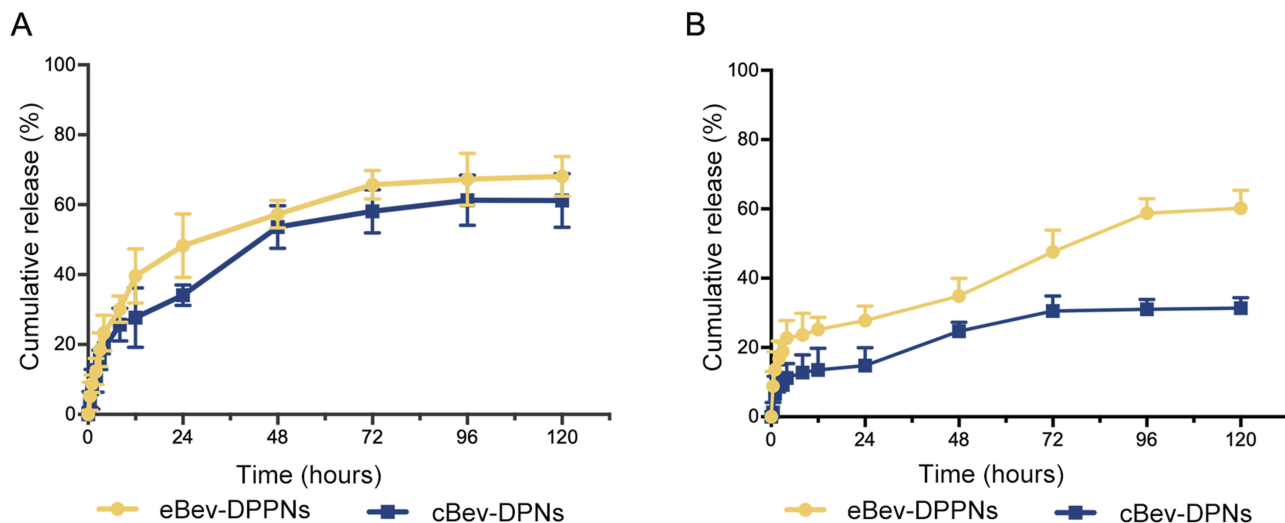 A
Cumulative release (%)
100
80
60
40
20
0
0 24 48 72 96 120
Time (hours)
eBev-DPPNs cBev-DPNs
B
Cumulative release (%)
100
80
60
40
20
0
0 24 48 72 96 120
Time (hours)
eBev-DPPNs cBev-DPNs